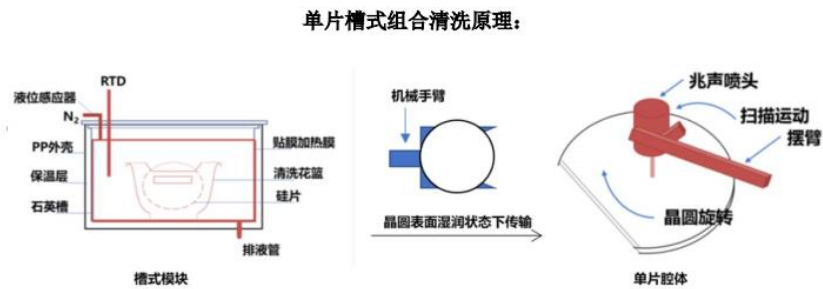 单片槽式组合清洗原理：
RTD
液位感应器
N₂
PP外壳
保温层
石英槽
贴膜加热膜
清洗花篮
硅片
排液管
槽式模块
机械手臂
晶圆表面湿润状态下传输
兆声喷头
扫描运动
摆臂
晶圆旋转
单片腔体